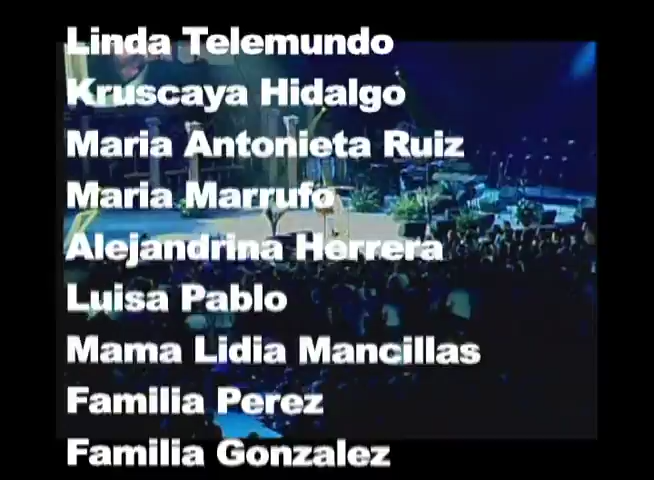 Linda Telemundo
Kruscaya Hidalgo
Maria Antonieta Ruiz
Maria Marrufo
Alejandrina Herrera
Luisa Pablo
Mama Lidia Mancillas
Familia Perez
Familia Gonzalez